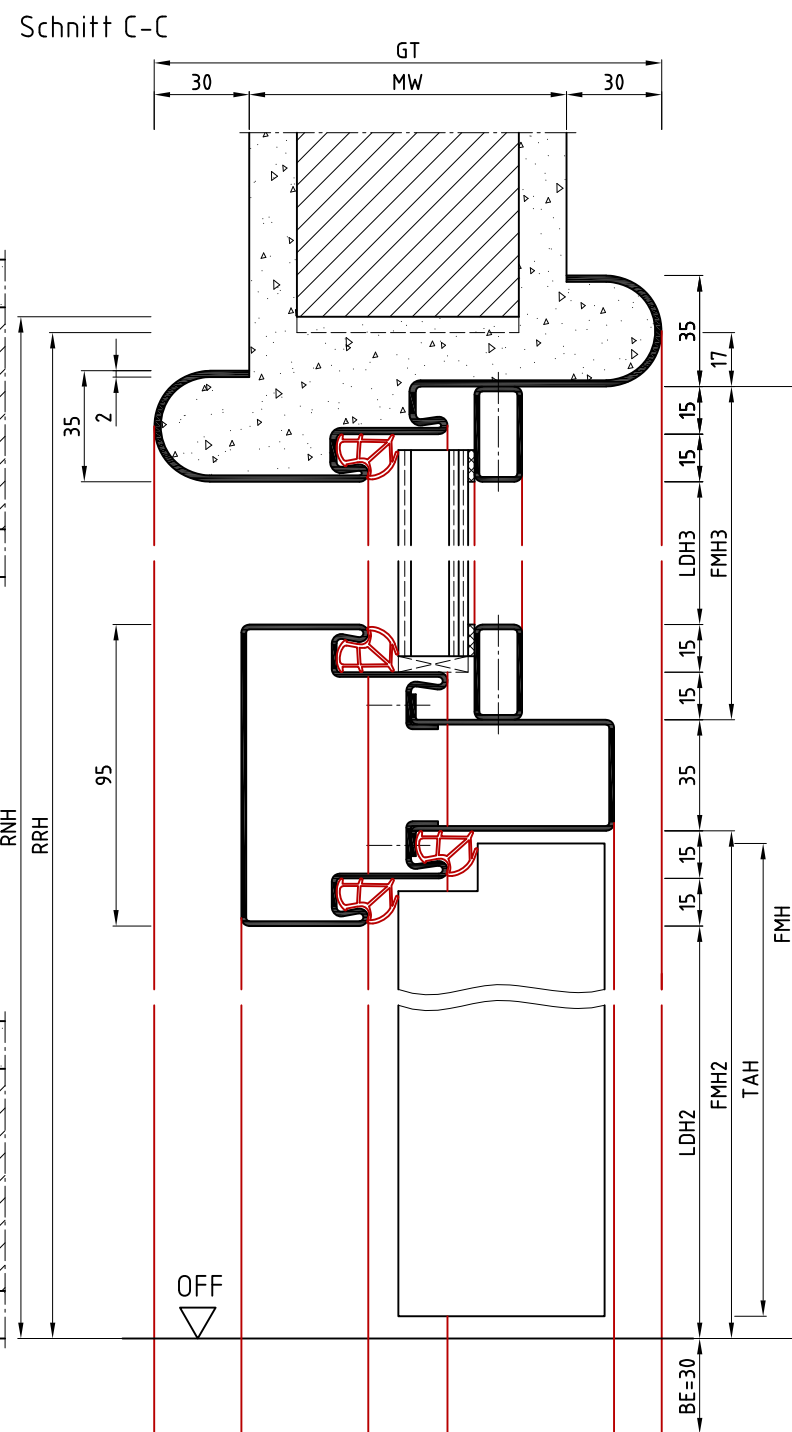 Schnitt C-C
GT
30
MW
30
35
17
2
35
15
15
LDH3
FMH3
15
15
95
35
RNH
RRH
15
15
FMH
LDH2
FMH2
TAH
OFF
BE=30